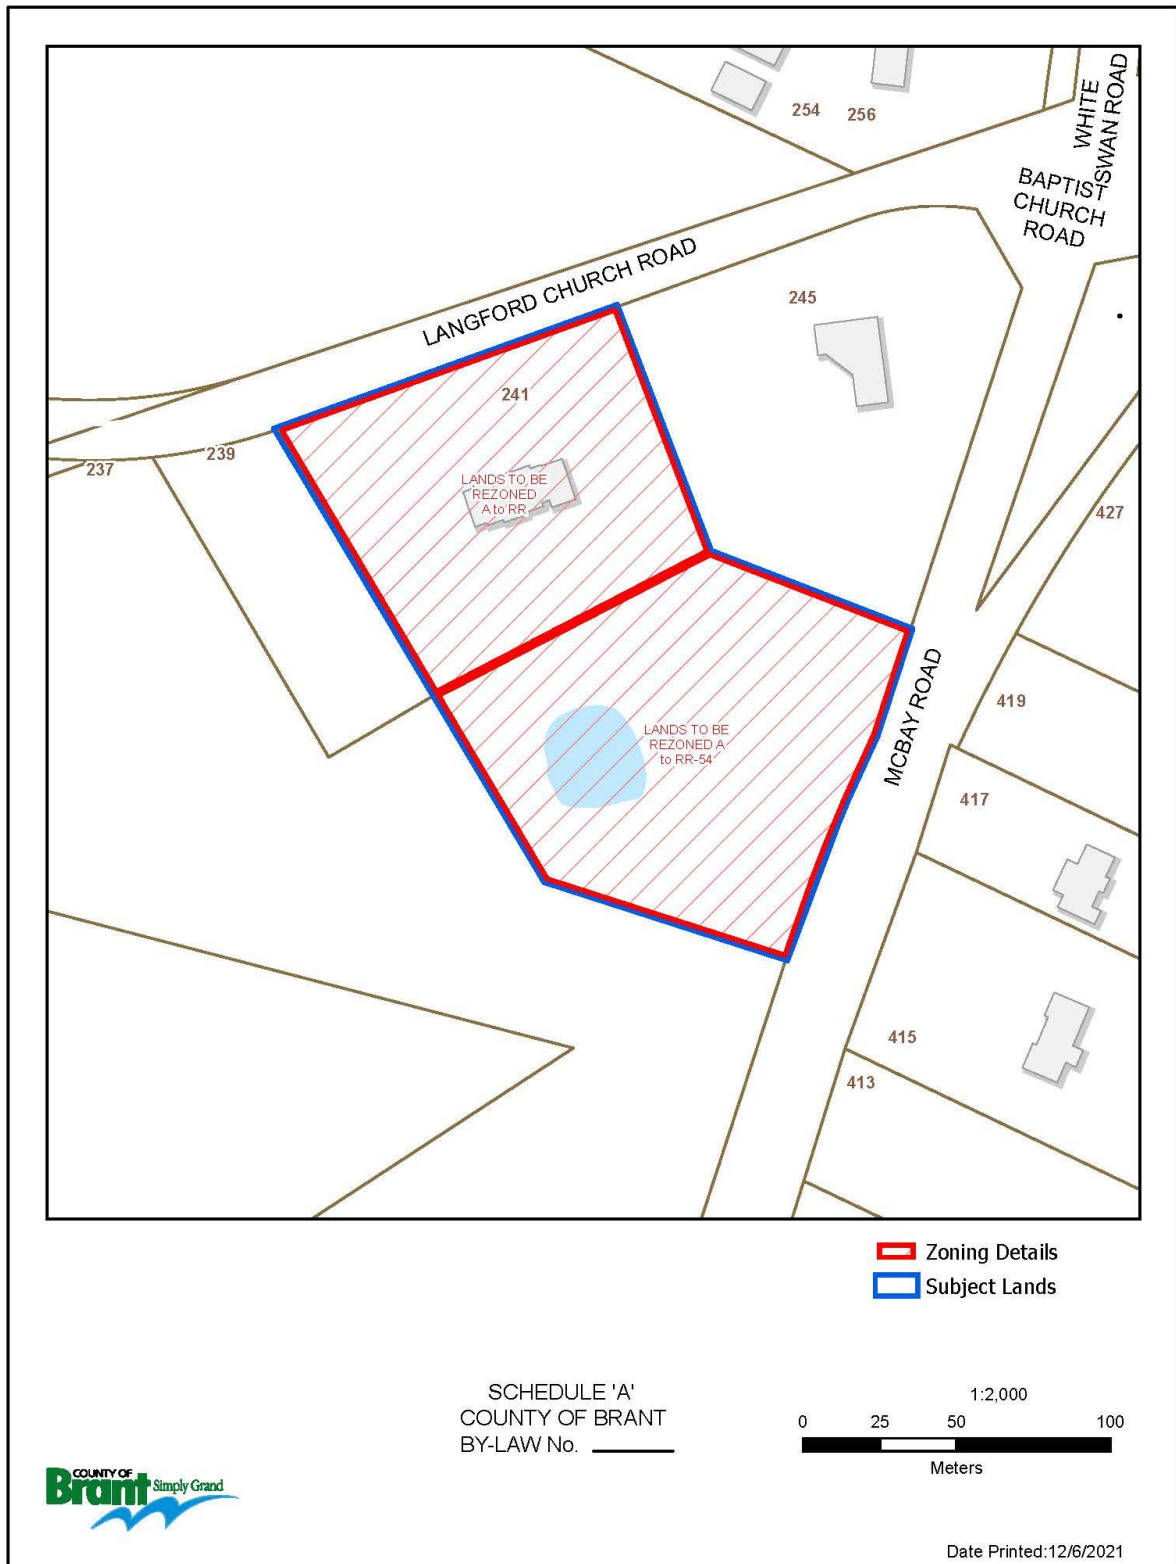 254
256
WHITE
SWAN ROAD
BAPTIST
CHURCH
ROAD
LANGFORD CHURCH ROAD
245
241
239
237
LANDS TO BE
REZONED
A to RR
427
LANDS TO BE
REZONED A
to RR-54
MCBAY ROAD
419
417
415
413
Zoning Details
Subject Lands
SCHEDULE 'A'
COUNTY OF BRANT
BY-LAW No.
1:2,000
0 25 50 100
Meters
COUNTY OF
Brant Simply Grand
Date Printed:12/6/2021